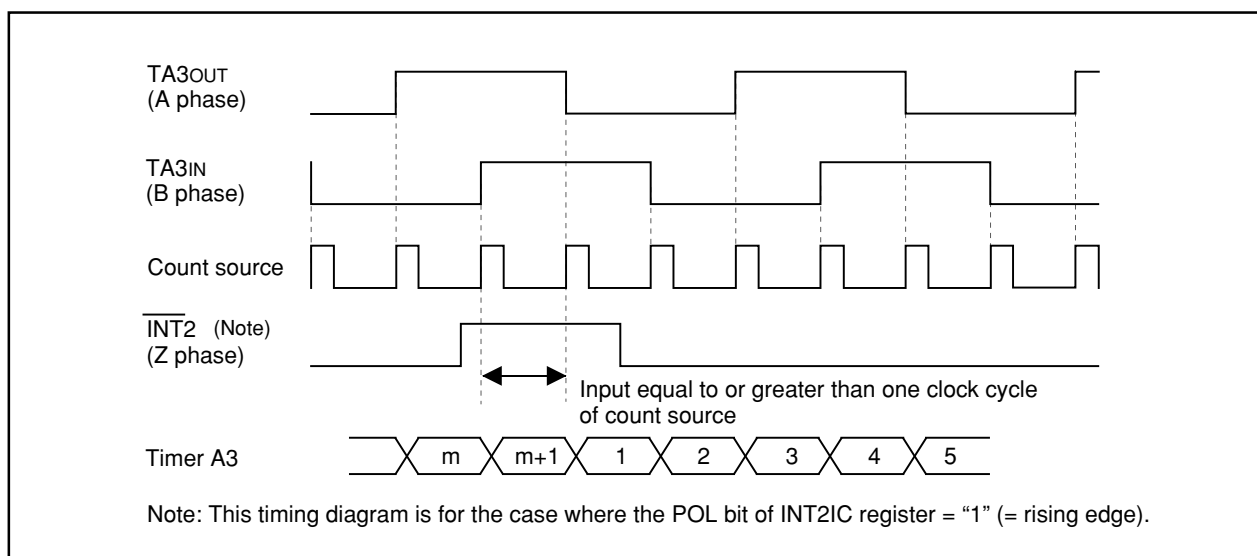 TA3OUT
(A phase)
TA3IN
(B phase)
Count source
INT2 (Note)
(Z phase)
Input equal to or greater than one clock cycle
of count source
Timer A3 m m+1 1 2 3 4 5
Note: This timing diagram is for the case where the POL bit of INT2IC register = “1” (= rising edge).